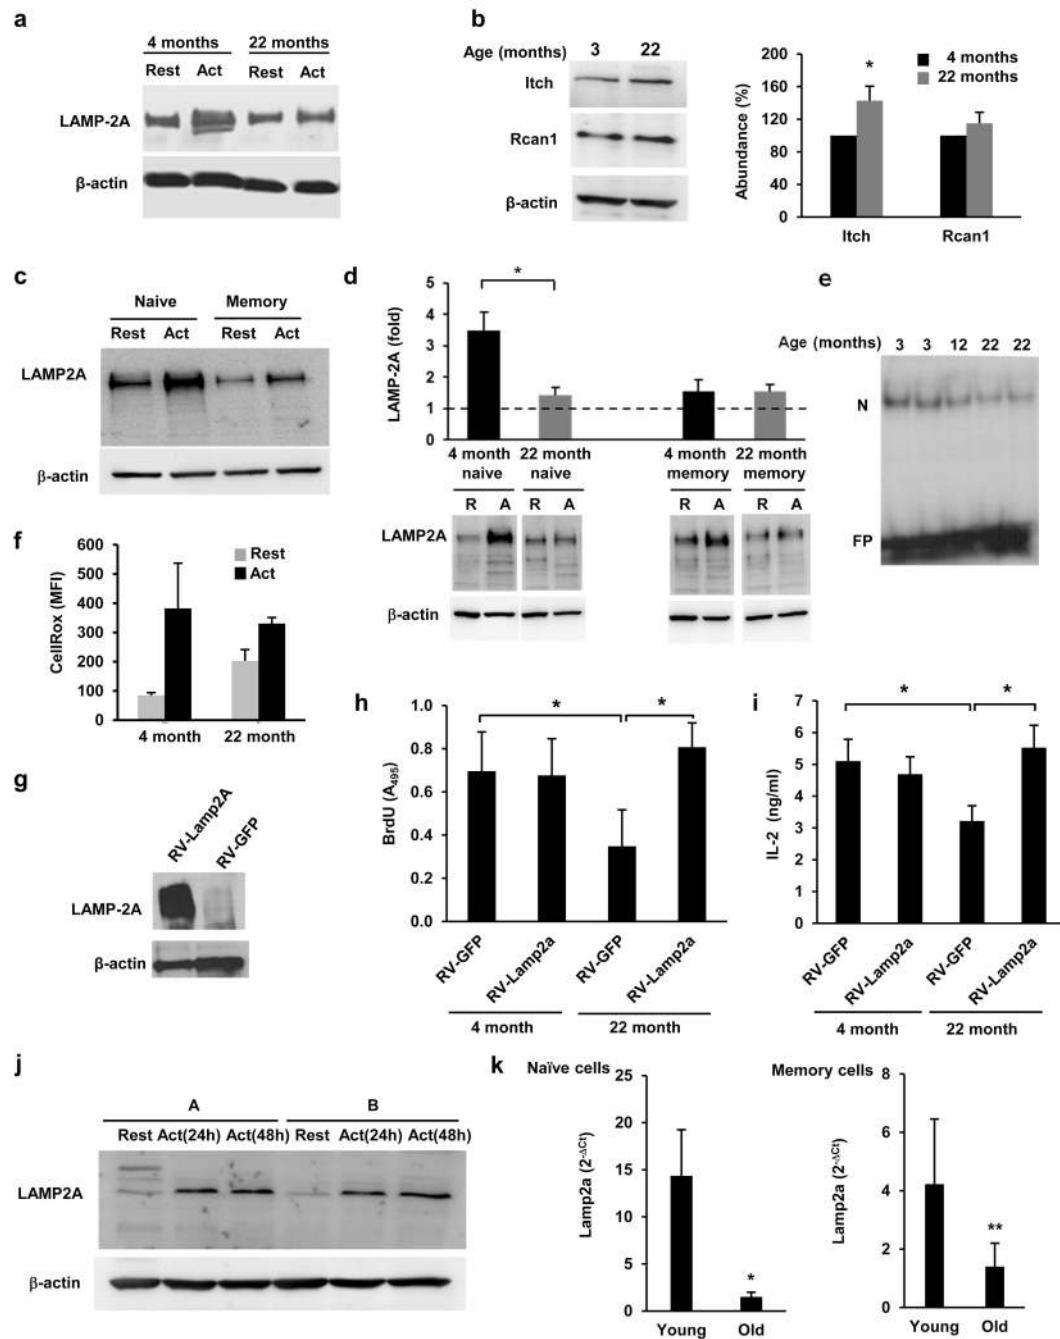 a
4 months 22 months
Rest Act Rest Act
LAMP-2A
β-actin
b
Age (months) 3 22
Itch
Rcan1
β-actin
4 months
22 months
Abundance (%)
200
160
120
80
40
0
*
Itch Rcan1
c
Naive Memory
Rest Act Rest Act
LAMP2A
β-actin
d
LAMP-2A (fold)
5
4
3
2
1
0
*
4 month 22 month 4 month 22 month
naive naive memory memory
R A R A R A R A
LAMP2A
β-actin
e
Age (months) 3 3 12 22 22
N
FP
f
CellRox (MFI)
600
500
400
300
200
100
0
Rest
Act
4 month 22 month
g
RV-Lamp2A
RV-GFP
LAMP-2A
β-actin
h
BrdU (A495)
1.0
0.8
0.6
0.4
0.2
0.0
* *
RV-GFP
RV-Lamp2a
RV-GFP
RV-Lamp2a
4 month 22 month
i
IL-2 (ng/ml)
7
6
5
4
3
2
1
0
* *
RV-GFP
RV-Lamp2a
RV-GFP
RV-Lamp2a
4 month 22 month
j
A B
Rest Act(24h) Act(48h) Rest Act(24h) Act(48h)
LAMP2A
β-actin
k
Naïve cells
Lamp2a (2-ΔCt)
25
20
15
10
5
0
*
Young Old
Memory cells
Lamp2a (2-ΔCt)
8
6
4
2
0
**
Young Old